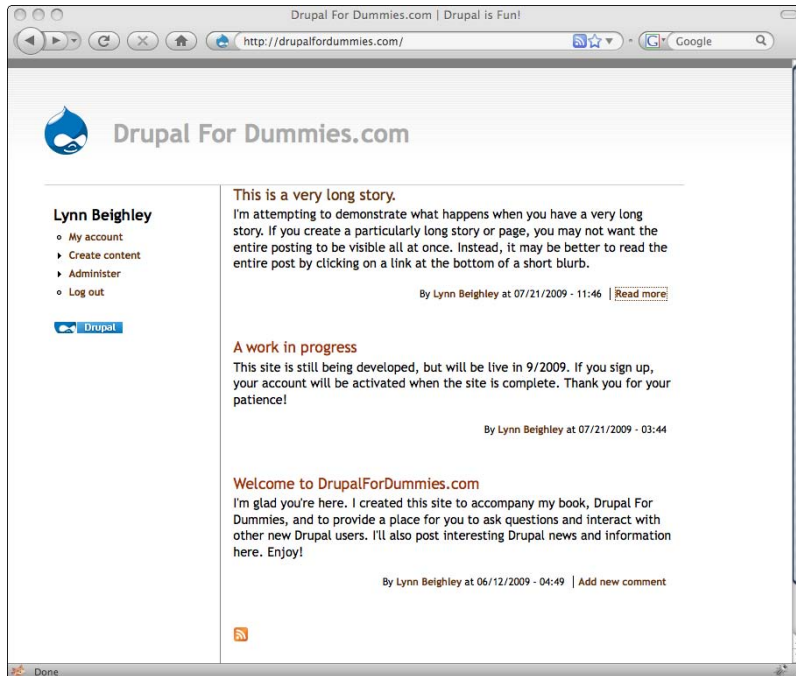 Drupal For Dummies.com | Drupal is Fun!
http://drupalfordummies.com/
G
Google
Drupal For Dummies.com
Lynn Beighley
My account
Create content
Administer
Log out
Drupal
This is a very long story.
I'm attempting to demonstrate what happens when you have a very long
story. If you create a particularly long story or page, you may not want the
entire posting to be visible all at once. Instead, it may be better to read the
entire post by clicking on a link at the bottom of a short blurb.
By Lynn Beighley at 07/21/2009 - 11:46 | Read more
A work in progress
This site is still being developed, but will be live in 9/2009. If you sign up,
your account will be activated when the site is complete. Thank you for your
patience!
By Lynn Beighley at 07/21/2009 - 03:44
Welcome to DrupalForDummies.com
I'm glad you're here. I created this site to accompany my book, Drupal For
Dummies, and to provide a place for you to ask questions and interact with
other new Drupal users. I'll also post interesting Drupal news and information
here. Enjoy!
By Lynn Beighley at 06/12/2009 - 04:49 | Add new comment
Done